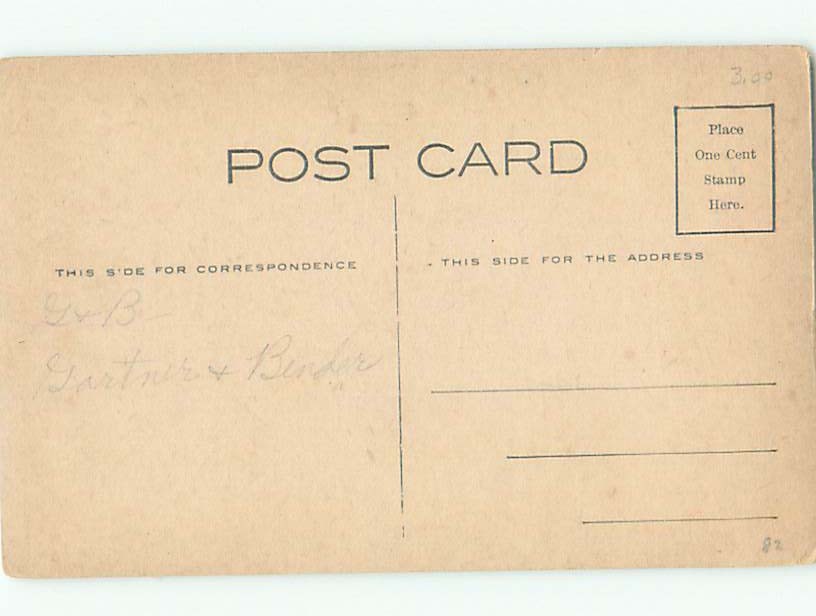 3.00
POST CARD
Place
One Cent
Stamp
Here.
THIS SIDE FOR CORRESPONDENCE
THIS SIDE FOR THE ADDRESS
G + B
Gartner + Bender
82